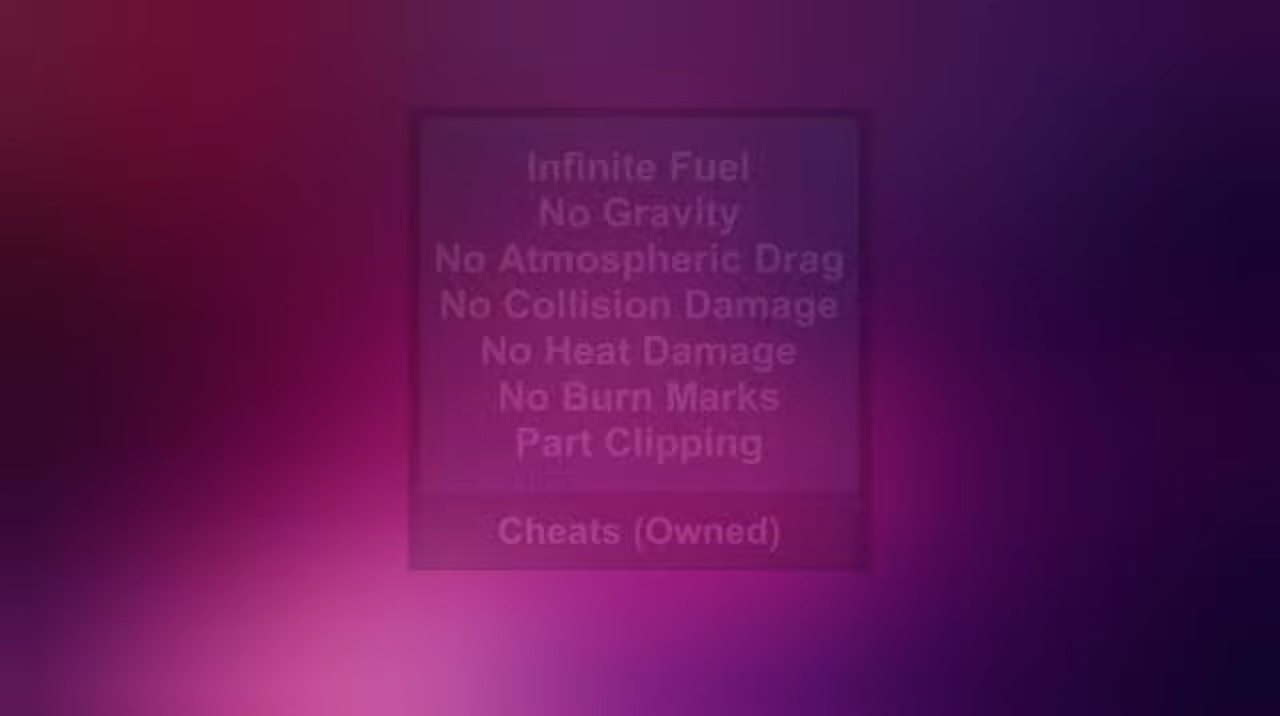 Infinite Fuel
No Gravity
No Atmospheric Drag
No Collision Damage
No Heat Damage
No Burn Marks
Part Clipping
Cheats (Owned)